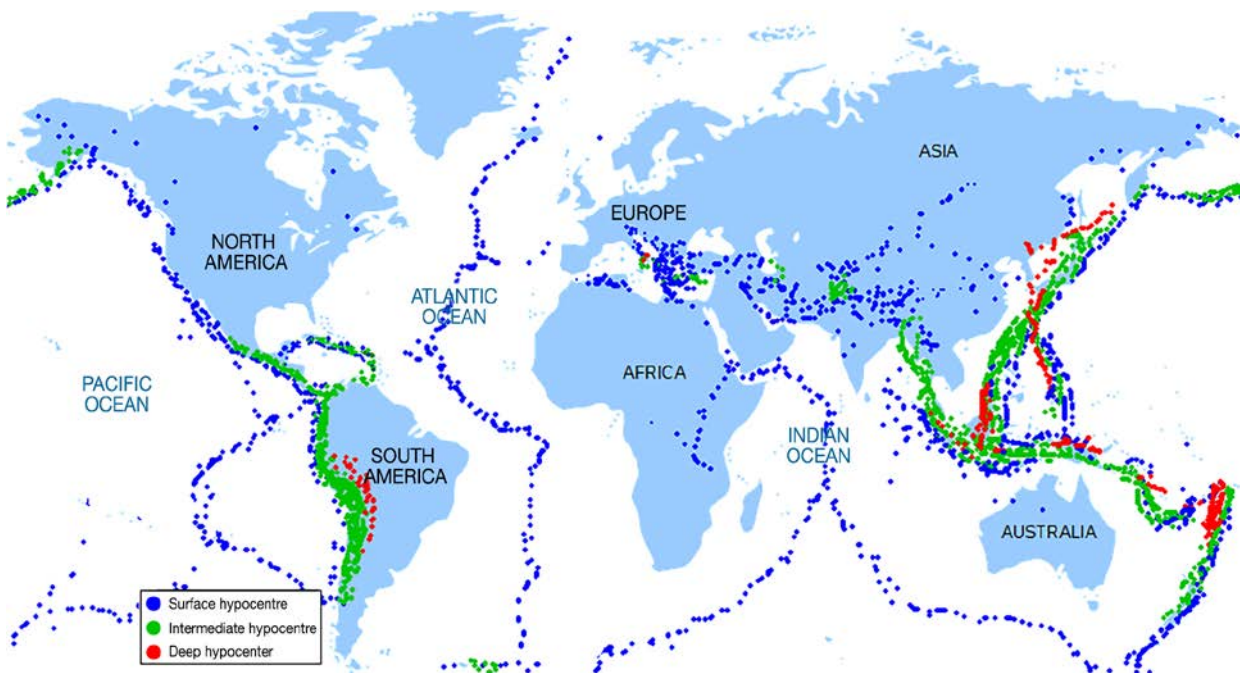 ASIA
EUROPE
NORTH
AMERICA
ATLANTIC
OCEAN
AFRICA
PACIFIC
OCEAN
INDIAN
OCEAN
SOUTH
AMERICA
AUSTRALIA
Surface hypocentre
Intermediate hypocentre
Deep hypocenter